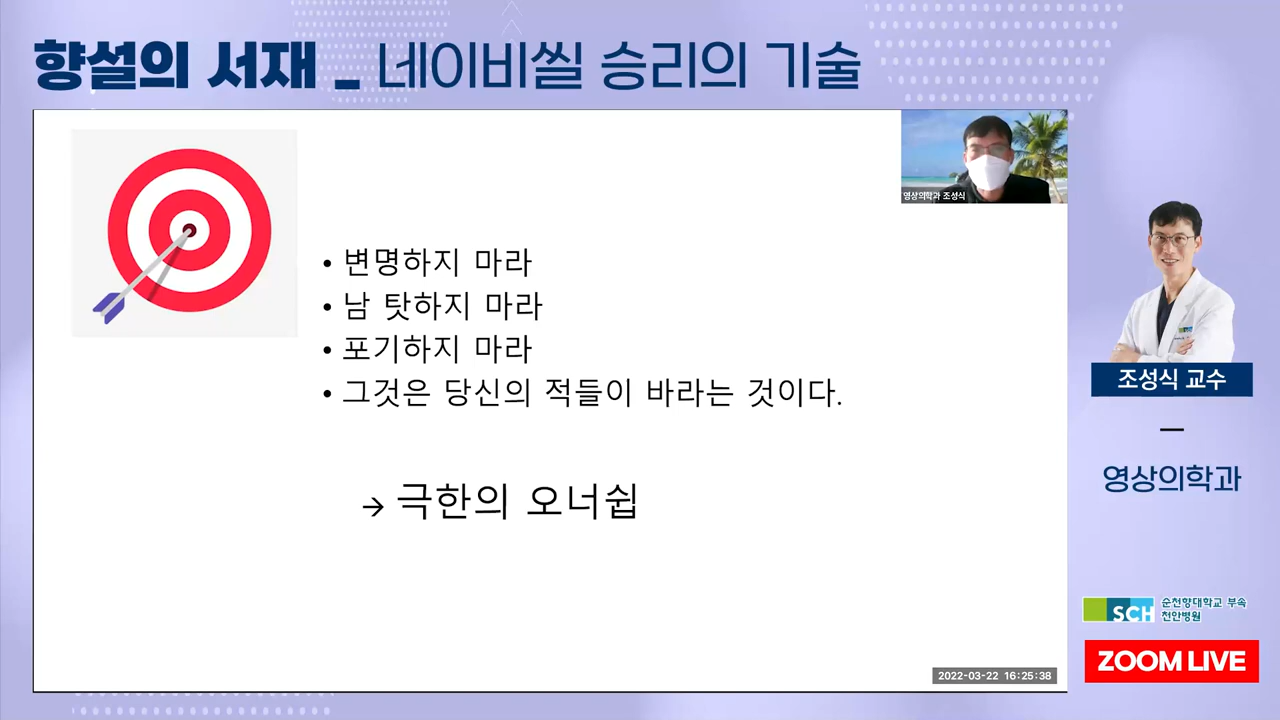 향설의 서재 _ 네이비씰 승리의 기술
영상의학과 조성식
• 변명하지 마라
• 남 탓하지 마라
• 포기하지 마라
• 그것은 당신의 적들이 바라는 것이다.
→ 극한의 오너쉽
2022-03-22 16:25:38
조성식 교수
영상의학과
SCH 순천향대학교 부속
천안병원
ZOOM LIVE